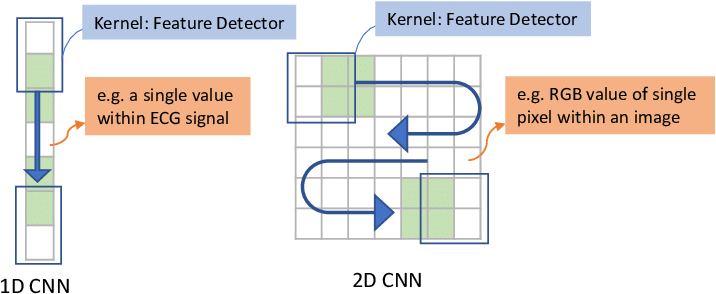 Kernel: Feature Detector
e.g. a single value
within ECG signal
1D CNN
Kernel: Feature Detector
e.g. RGB value of single
pixel within an image
2D CNN